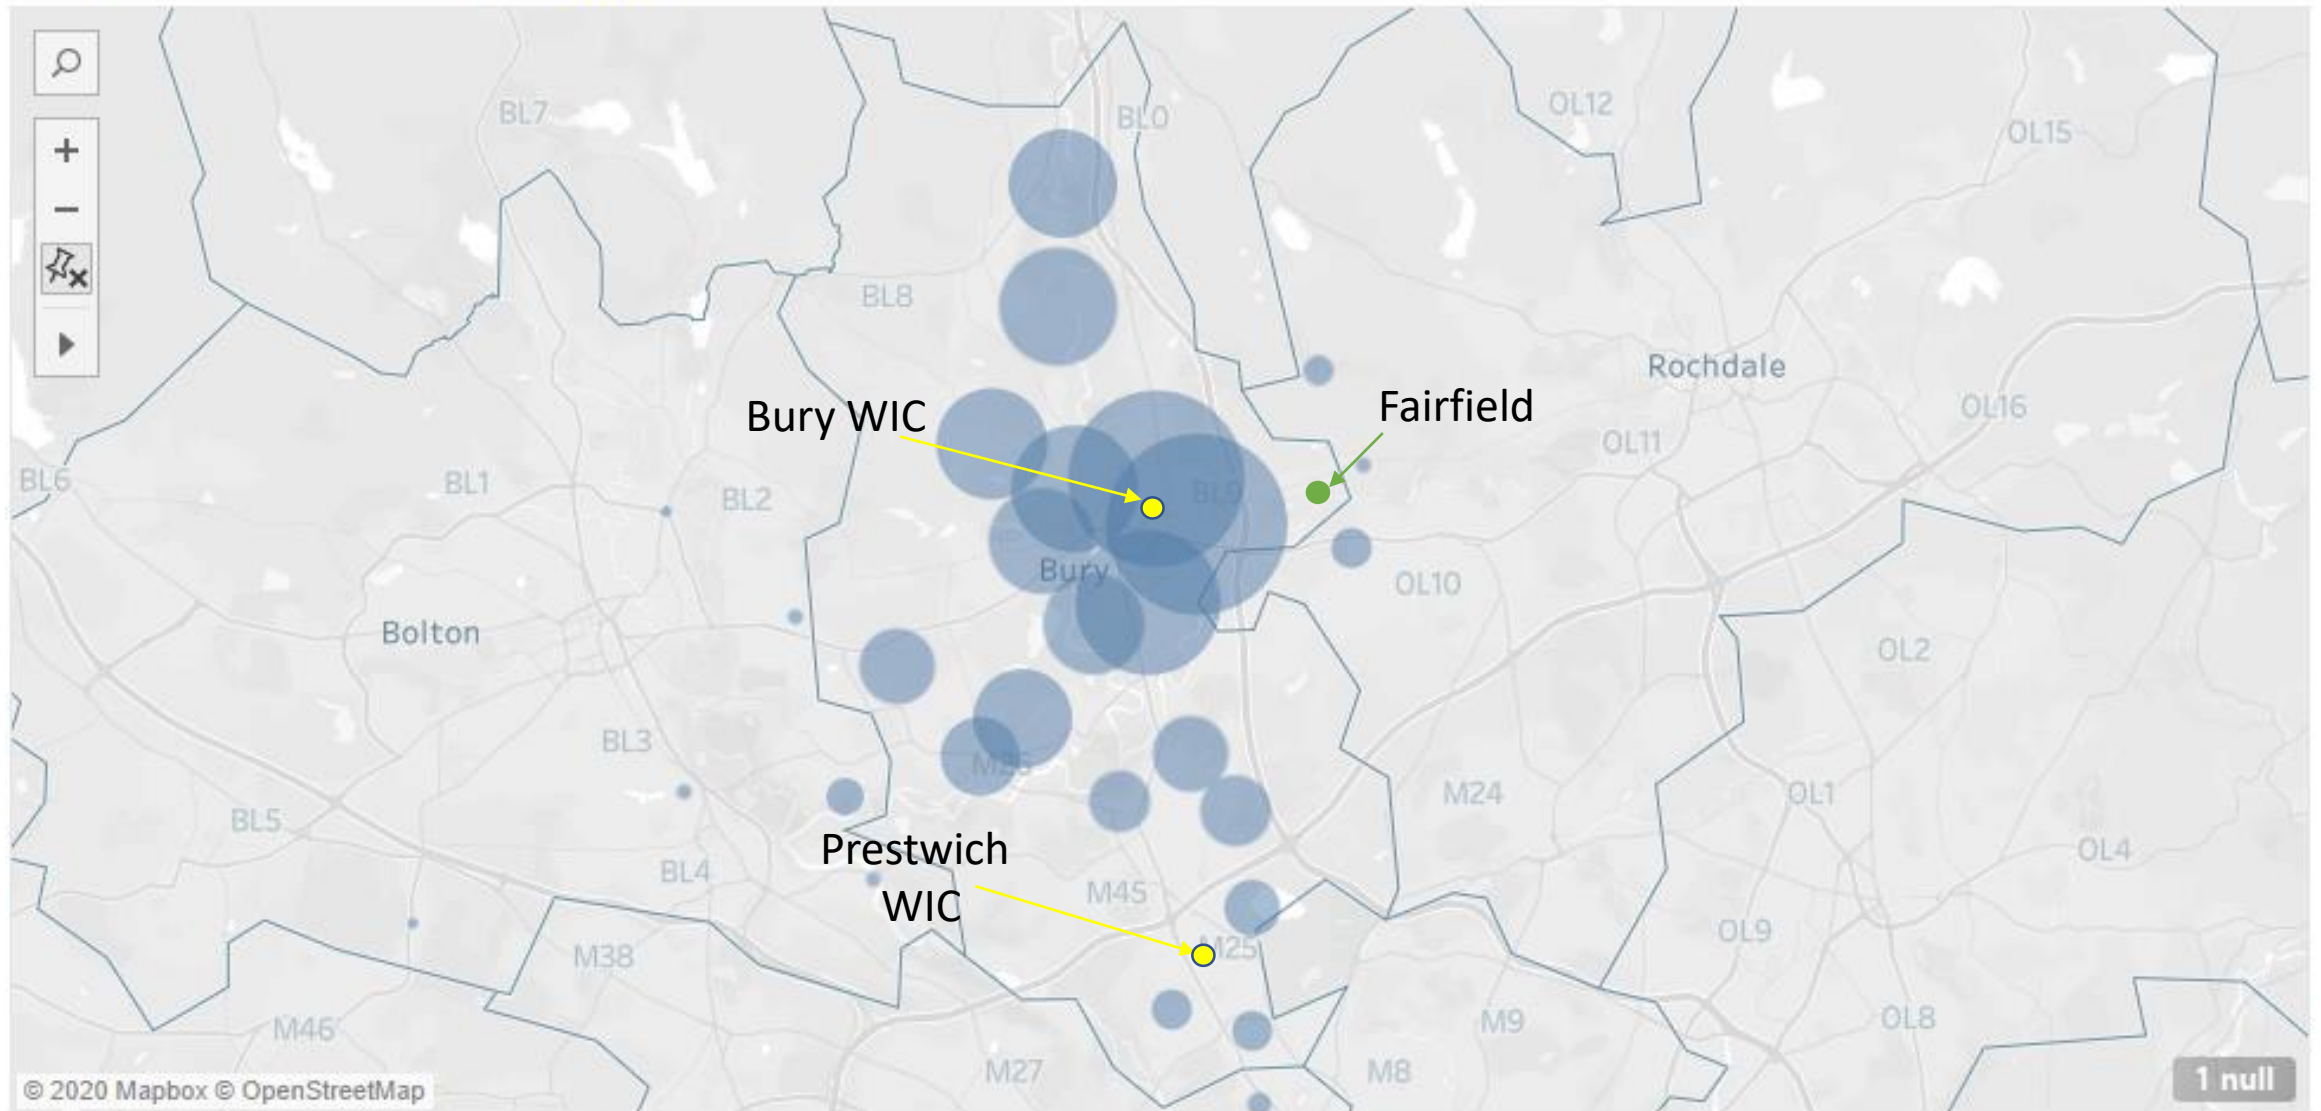 BL7
BL0
OL12
OL15
BL8
Rochdale
Bury WIC
Fairfield
OL16
OL11
BL6
BL1
BL2
BL9
Bury
OL10
Bolton
OL2
BL3
M26
M24
OL1
BL5
Prestwich
WIC
OL4
BL4
M45
OL9
M25
M38
M46
M9
OL8
M27
M8
© 2020 Mapbox © OpenStreetMap
1 null